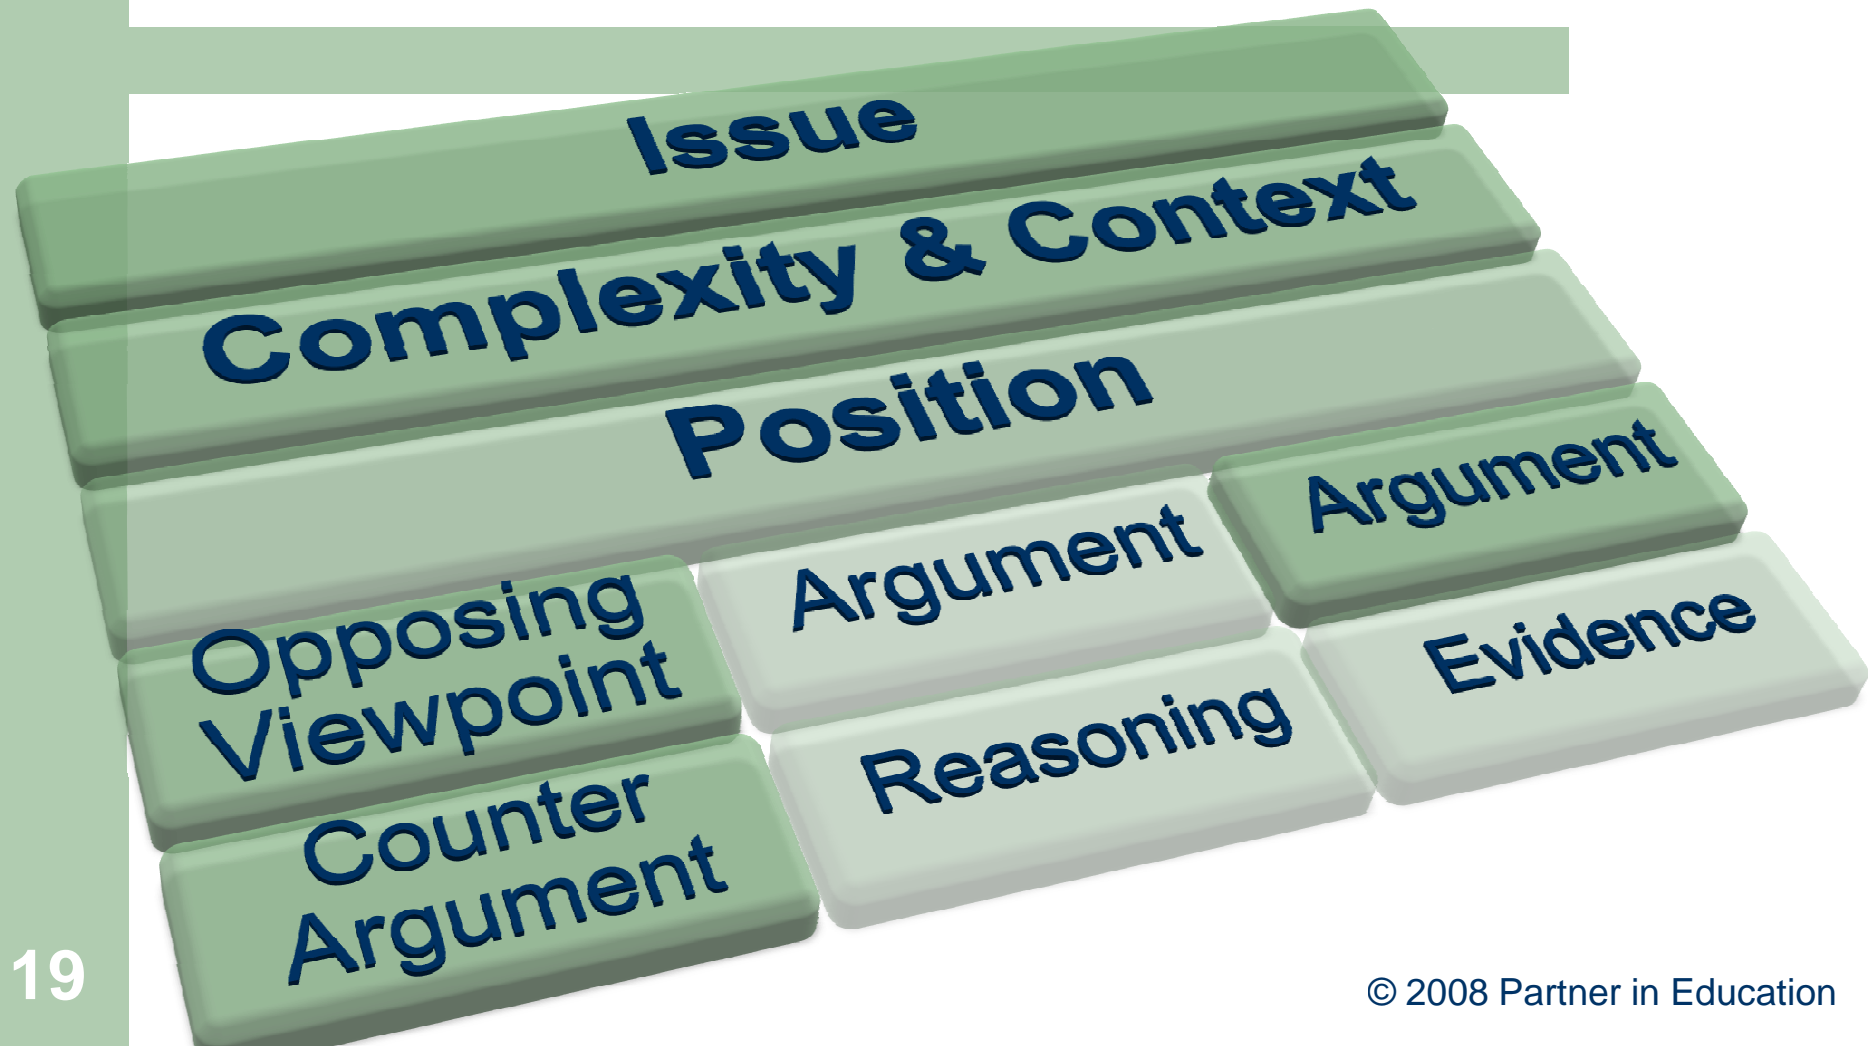 Issue
Complexity & Context
Position
Opposing
Viewpoint
Argument
Argument
Counter
Argument
Reasoning
Evidence
19
© 2008 Partner in Education